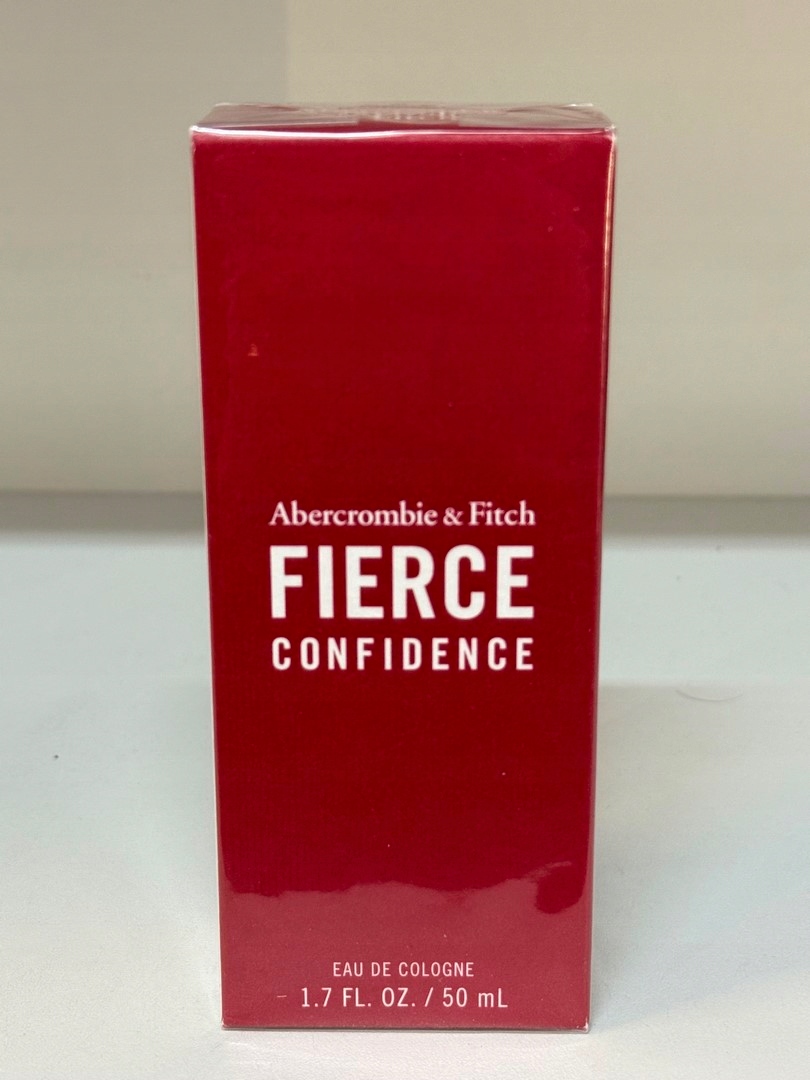 Abercrombie & Fitch
FIERCE
CONFIDENCE
EAU DE COLOGNE
1.7 FL. OZ. / 50 mL